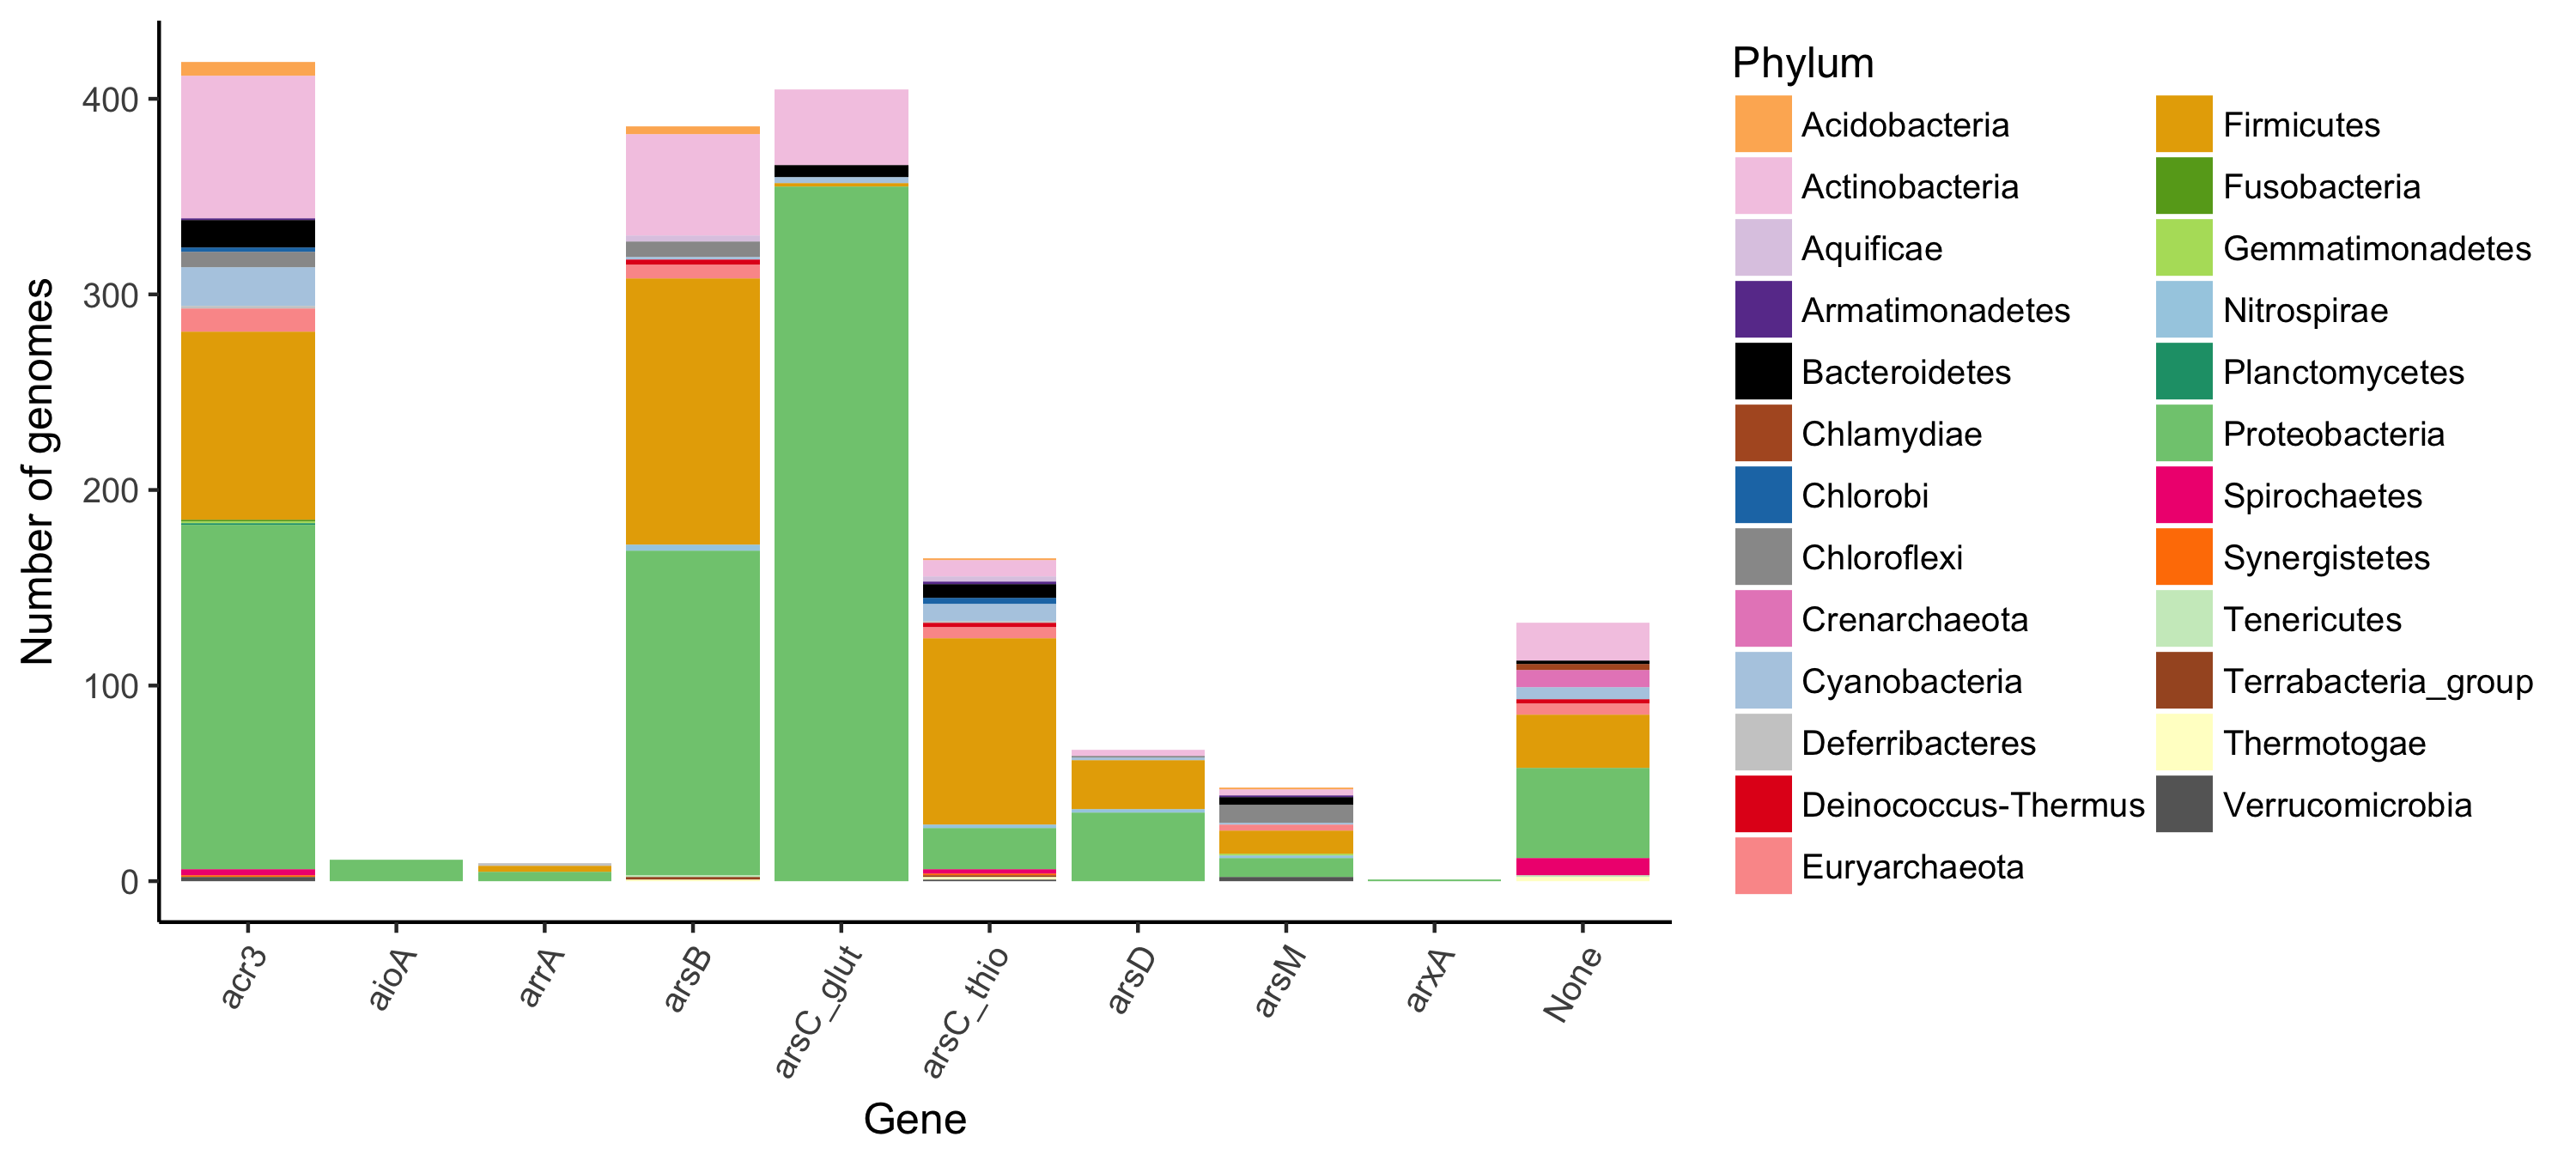 Number of genomes
400
300
200
100
0
acr3
aioA
arrA
arsB
arsC_glut
arsC_thio
arsD
arsM
arxA
None
Gene
Phylum
Acidobacteria
Actinobacteria
Aquificae
Armatimonadetes
Bacteroidetes
Chlamydiae
Chlorobi
Chloroflexi
Crenarchaeota
Cyanobacteria
Deferribacteres
Deinococcus-Thermus
Euryarchaeota
Firmicutes
Fusobacteria
Gemmatimonadetes
Nitrospirae
Planctomycetes
Proteobacteria
Spirochaetes
Synergistetes
Tenericutes
Terrabacteria_group
Thermotogae
Verrucomicrobia